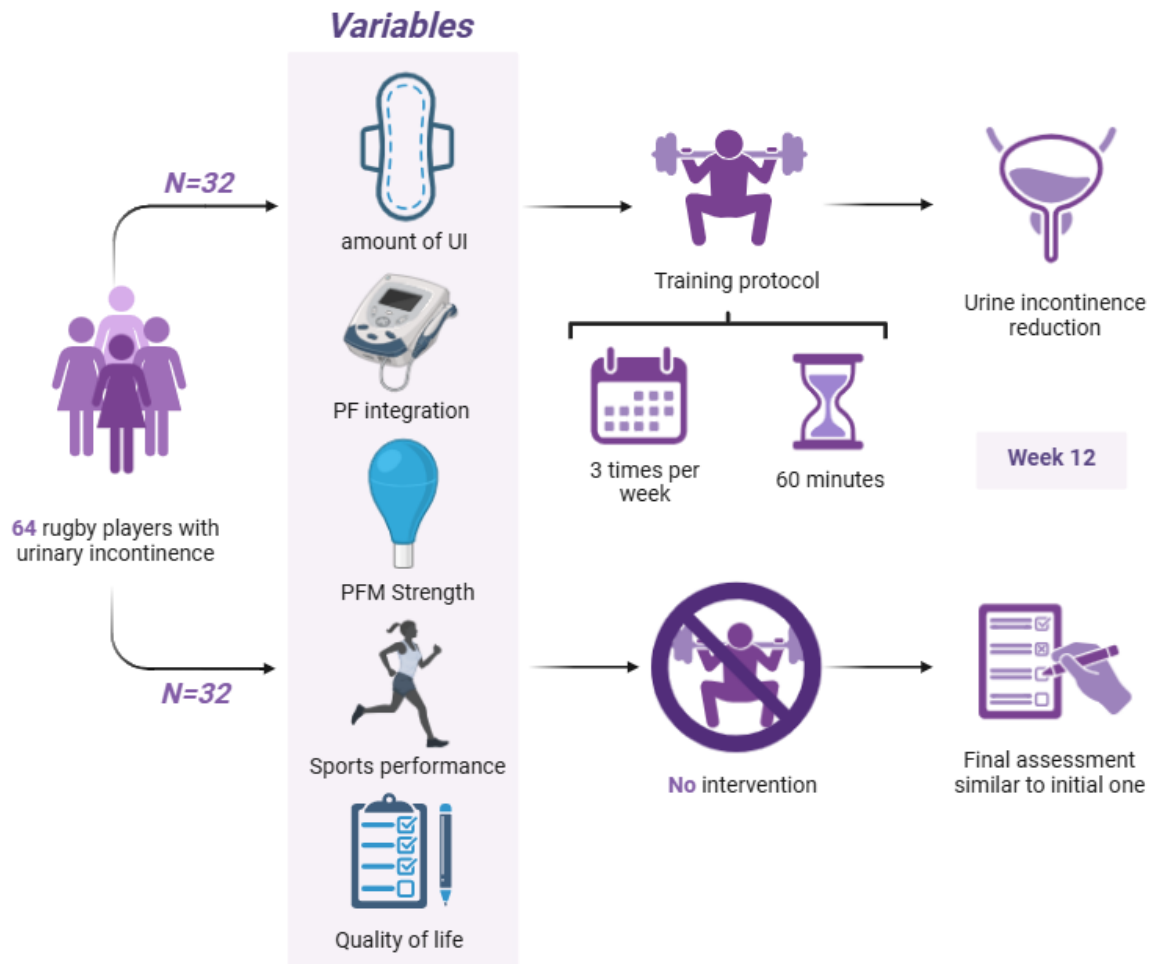 Variables
N=32
amount of UI
Training protocol
Urine incontinence
reduction
PF integration
3 times per
week
60 minutes
Week 12
64 rugby players with
urinary incontinence
PFM Strength
N=32
Sports performance
No intervention
Final assessment
similar to initial one
Quality of life